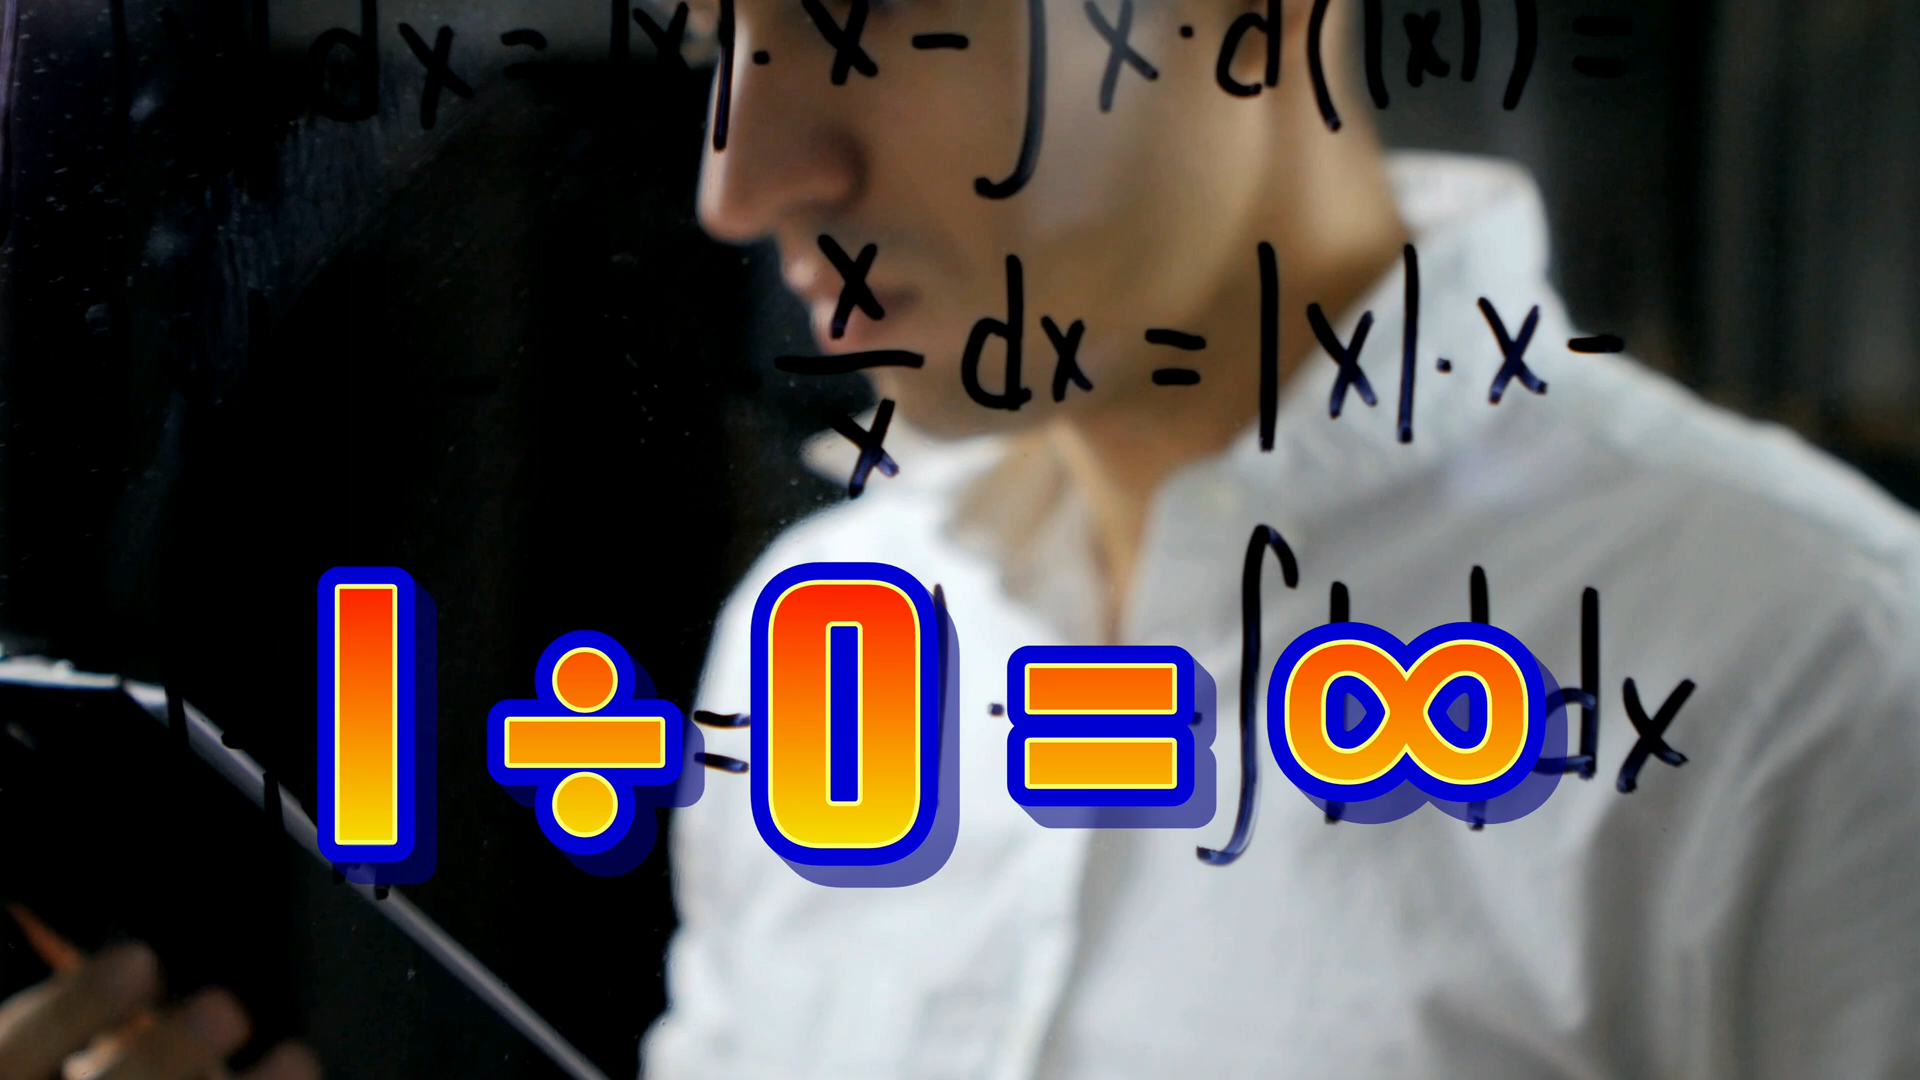 dx = |x| · x - ∫ x · d(|x|) =
x/x dx = |x| · x -
= · - ∫ dx
1 ÷ 0 = ∞